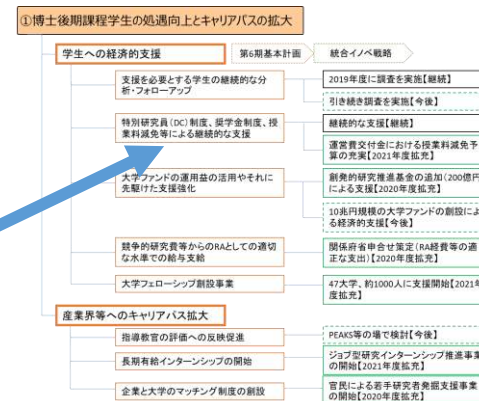 ①博士後期課程学生の処遇向上とキャリアパスの拡大
学生への経済的支援
第6期基本計画
統合イノベ戦略
支援を必要とする学生の継続的な分
析・フォローアップ
2019年度に調査を実施【継続】
引き続き調査を実施【今後】
特別研究員(DC)制度、奨学金制度、授
業料減免等による継続的な支援
継続的な支援【継続】
運営費交付金における授業料減免予
算の充実【2021年度拡充】
大学ファンドの運用益の活用やそれに
先駆けた支援強化
創発的研究推進基金の追加(200億円
による支援【2020年度拡充】
10兆円規模の大学ファンドの創設によ
る経済的支援【今後】
競争的研究費等からのRAとしての適切
な水準での給与支給
関係府省申合せ策定(RA経費等の適
正な支出)【2020年度拡充】
大学フェローシップ創設事業
47大学、約1000人に支援開始【2021年
度拡充】
産業界等へのキャリアパス拡大
指導教官の評価への反映促進
PEAKS等の場で検討【今後】
長期有給インターンシップの開始
ジョブ型研究インターンシップ推進事業
の開始【2021年度拡充】
企業と大学のマッチング制度の創設
官民による若手研究者発掘支援事業
の開始【2020年度拡充】